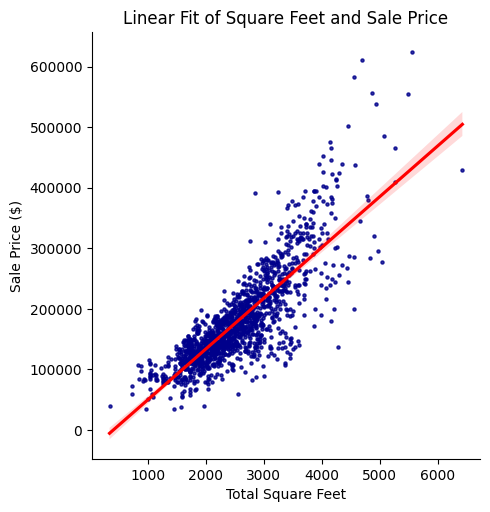 Linear Fit of Square Feet and Sale Price
600000
500000
400000
300000
200000
100000
0
Sale Price ($)
1000 2000 3000 4000 5000 6000
Total Square Feet